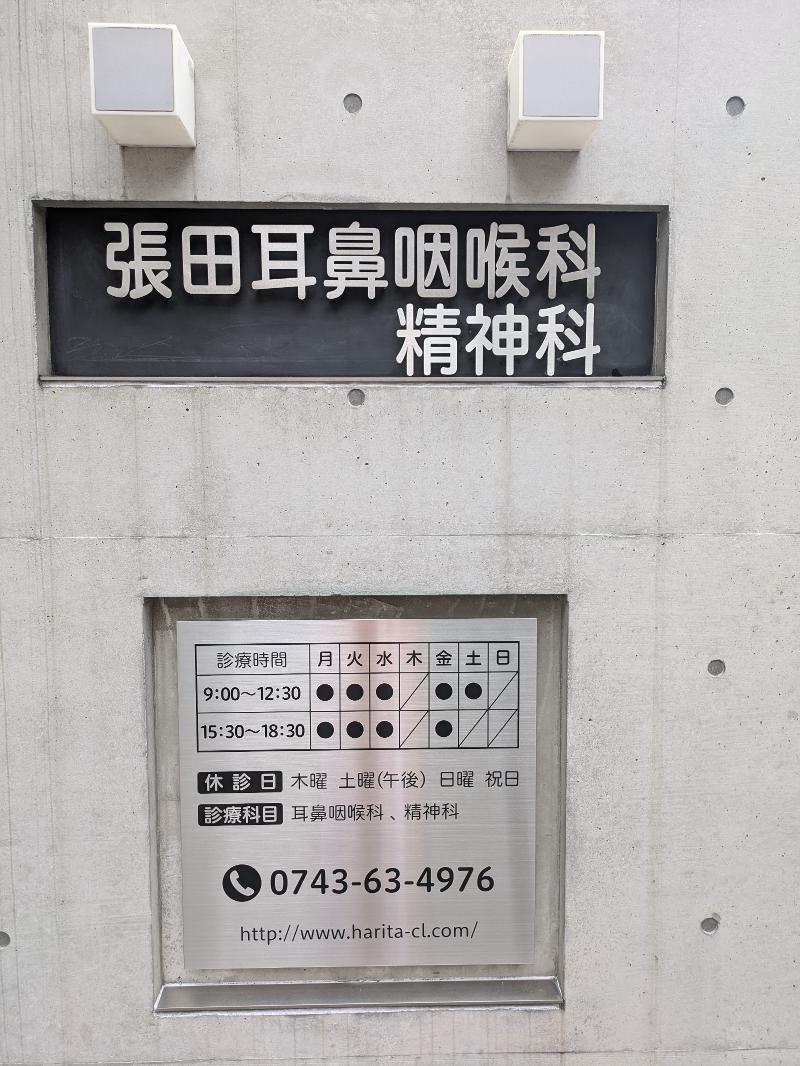 張田耳鼻咽喉科
精神科
診療時間 月 火 水 木 金 土 日
9:00～12:30 ● ● ● ／ ● ● ／
15:30～18:30 ● ● ● ／ ● ／ ／
休診日 木曜 土曜(午後) 日曜 祝日
診療科目 耳鼻咽喉科、精神科
0743-63-4976
http://www.harita-cl.com/